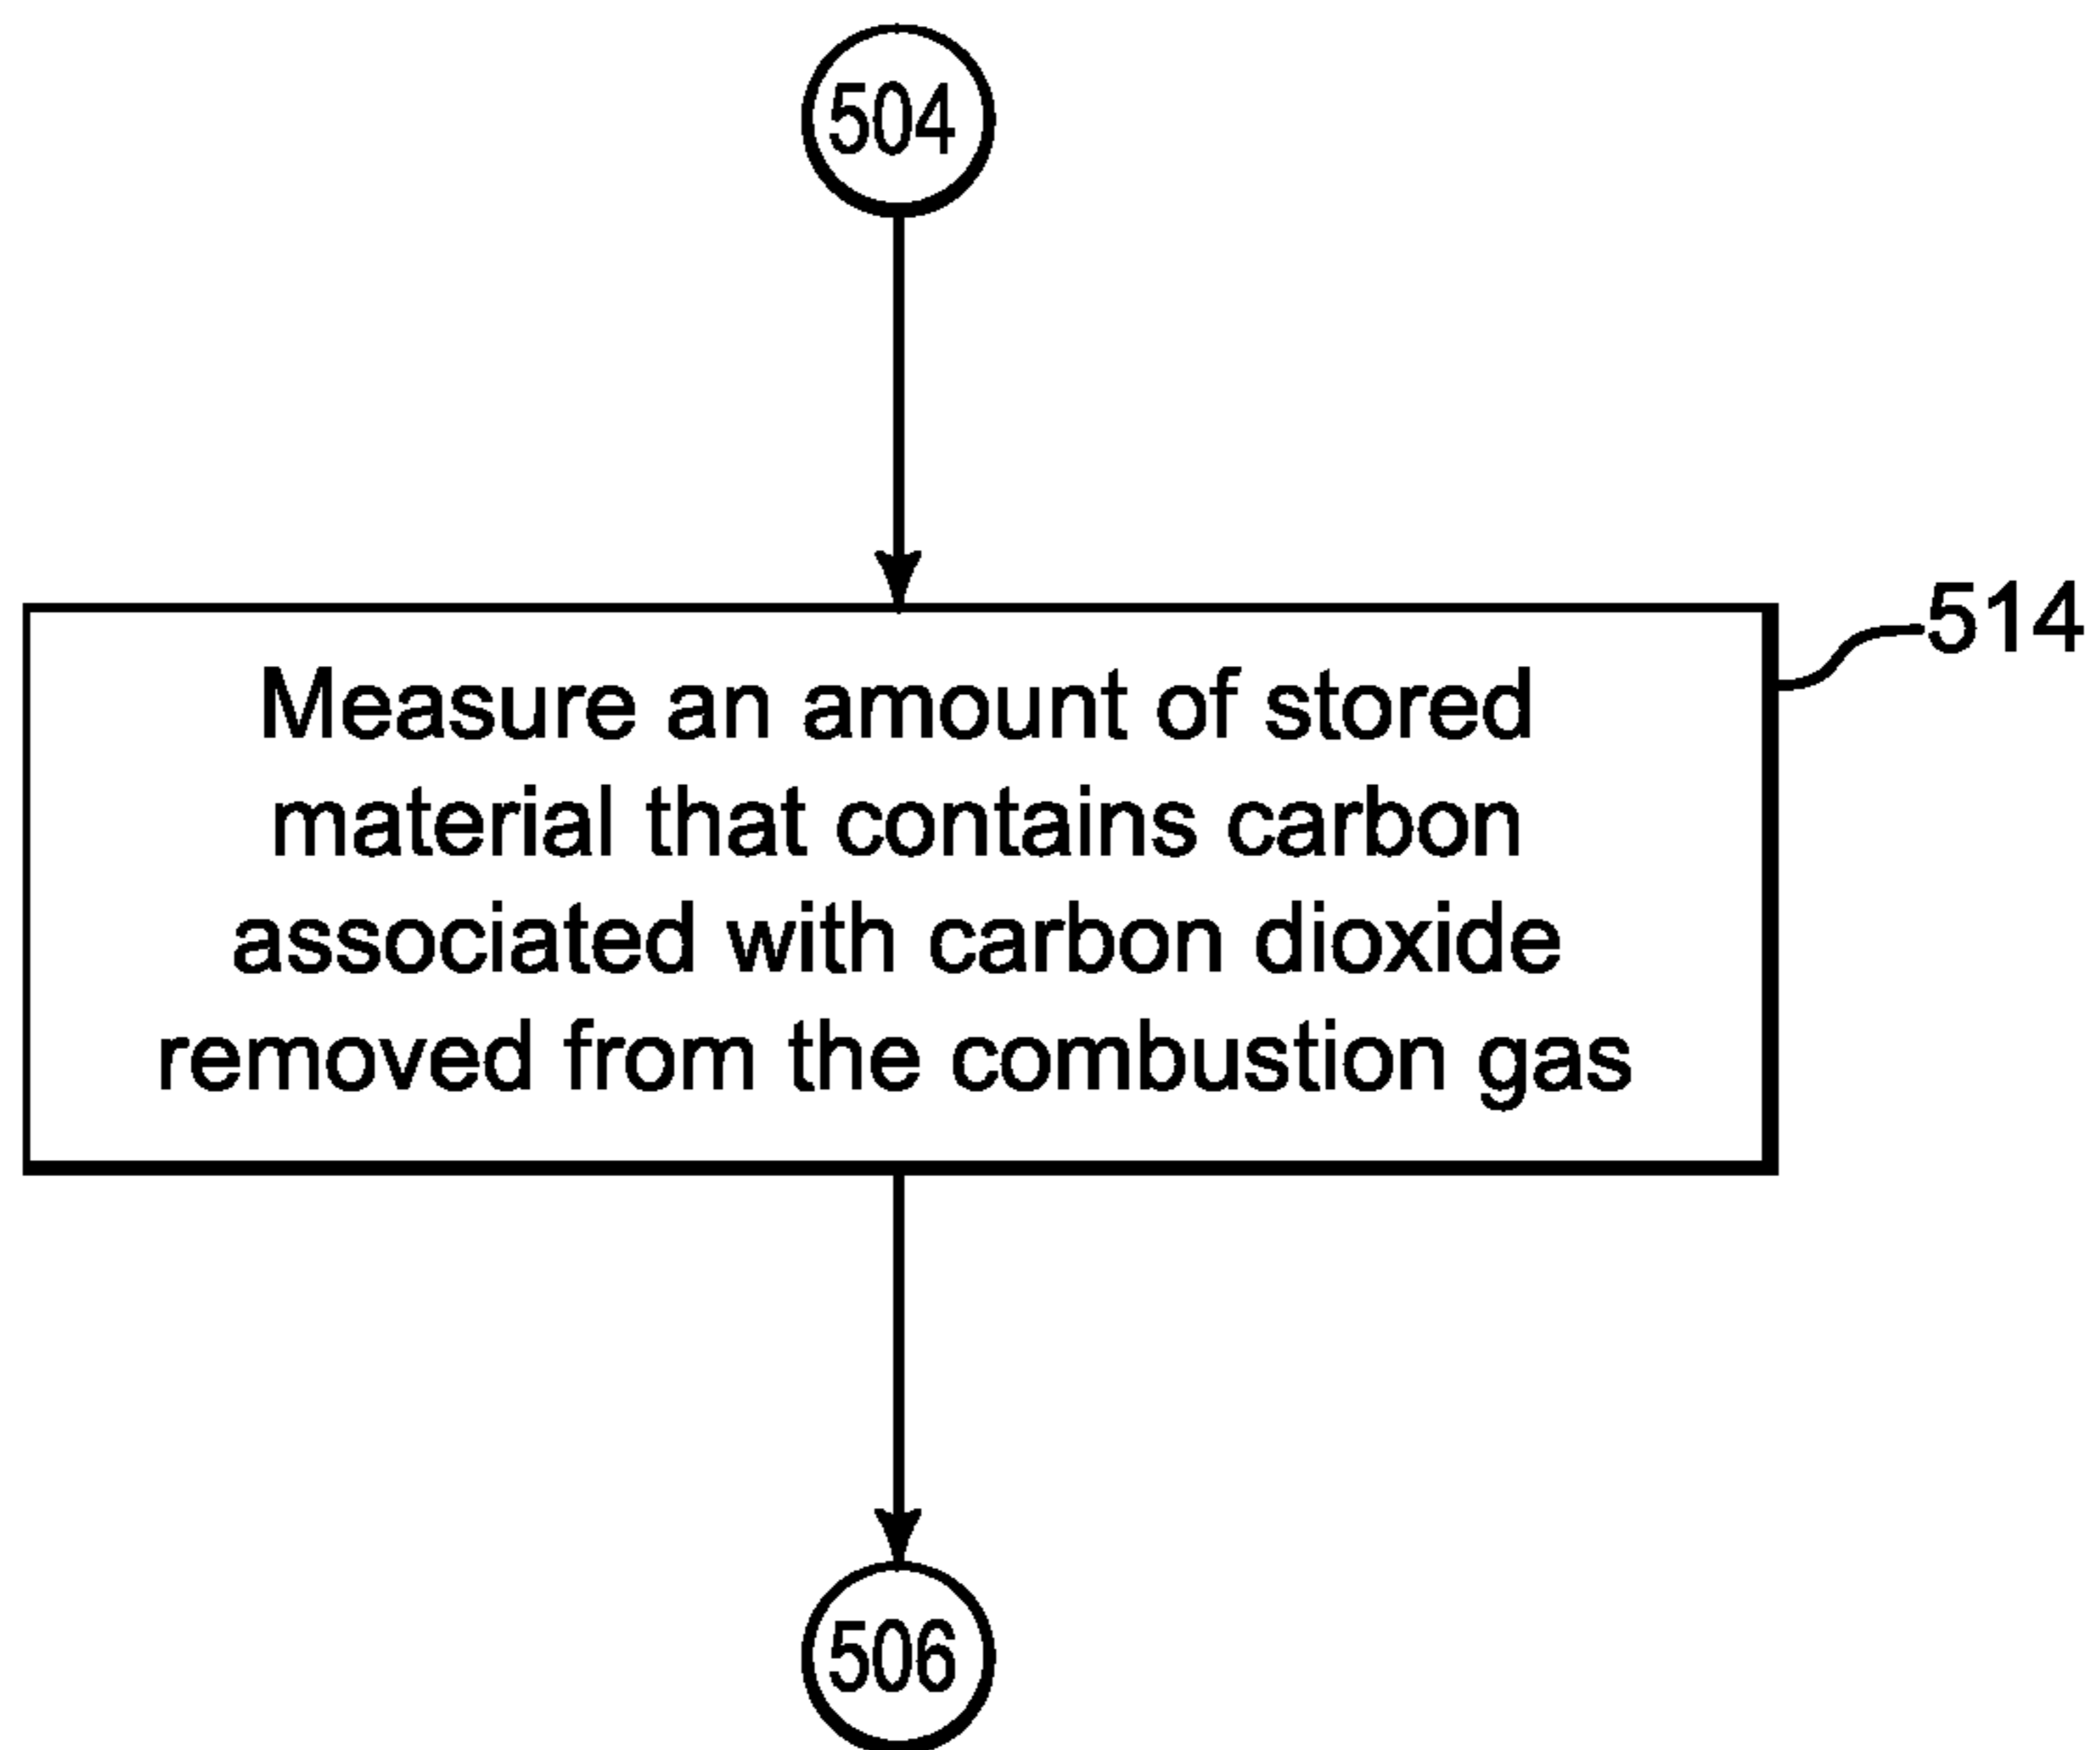 504
514
Measure an amount of stored
material that contains carbon
associated with carbon dioxide
removed from the combustion gas
506